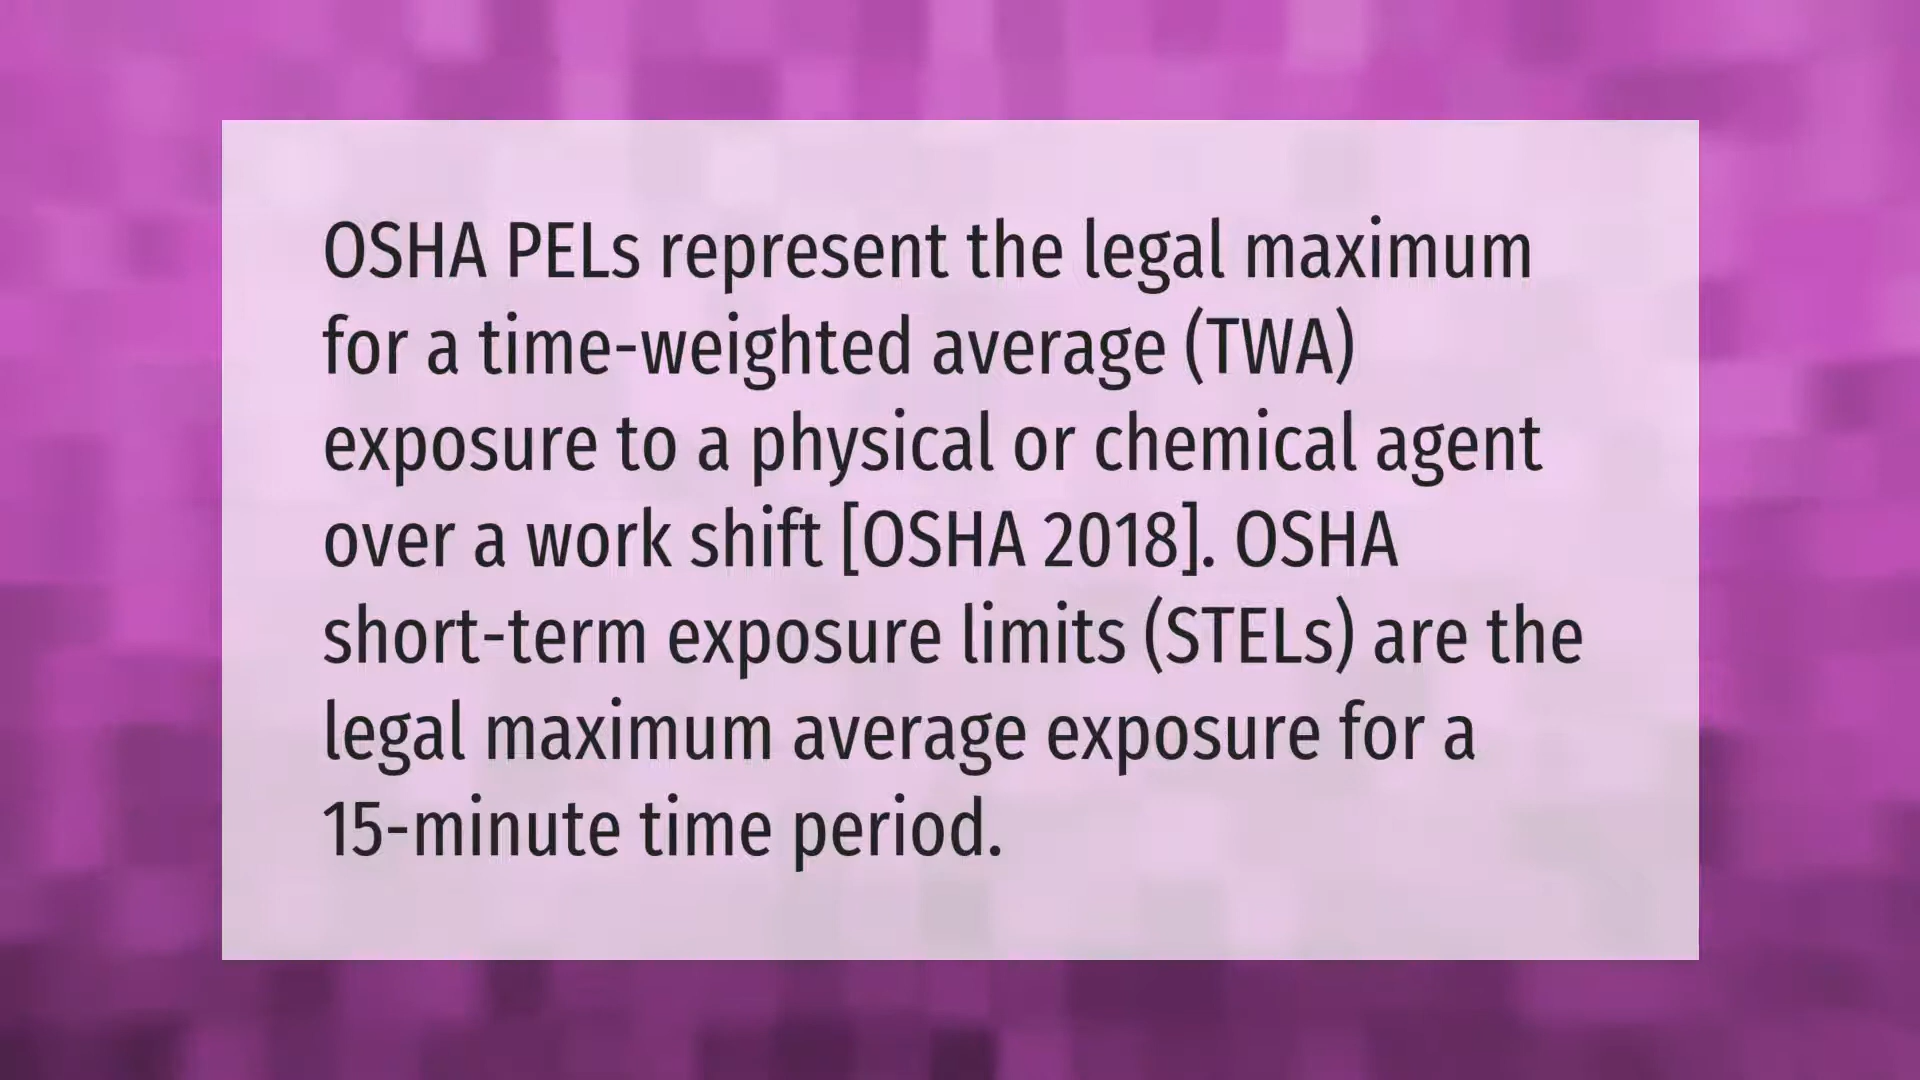 OSHA PELs represent the legal maximum
for a time-weighted average (TWA)
exposure to a physical or chemical agent
over a work shift [OSHA 2018]. OSHA
short-term exposure limits (STELs) are the
legal maximum average exposure for a
15-minute time period.